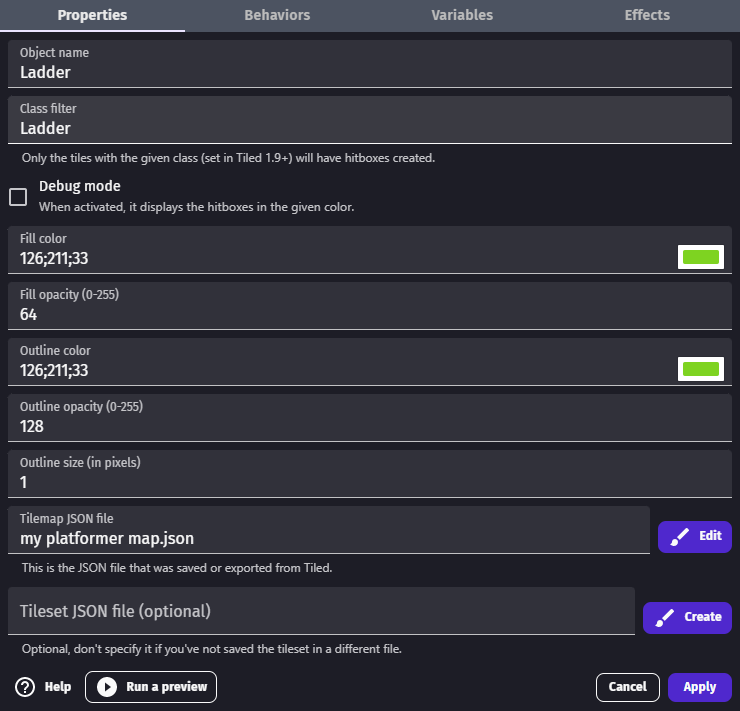 Properties Behaviors Variables Effects
Object name
Ladder
Class filter
Ladder
Only the tiles with the given class (set in Tiled 1.9+) will have hitboxes created.
Debug mode
When activated, it displays the hitboxes in the given color.
Fill color
126;211;33
Fill opacity (0-255)
64
Outline color
126;211;33
Outline opacity (0-255)
128
Outline size (in pixels)
1
Tilemap JSON file
my platformer map.json
Edit
This is the JSON file that was saved or exported from Tiled.
Tileset JSON file (optional)
Create
Optional, don't specify it if you've not saved the tileset in a different file.
Help Run a preview Cancel Apply